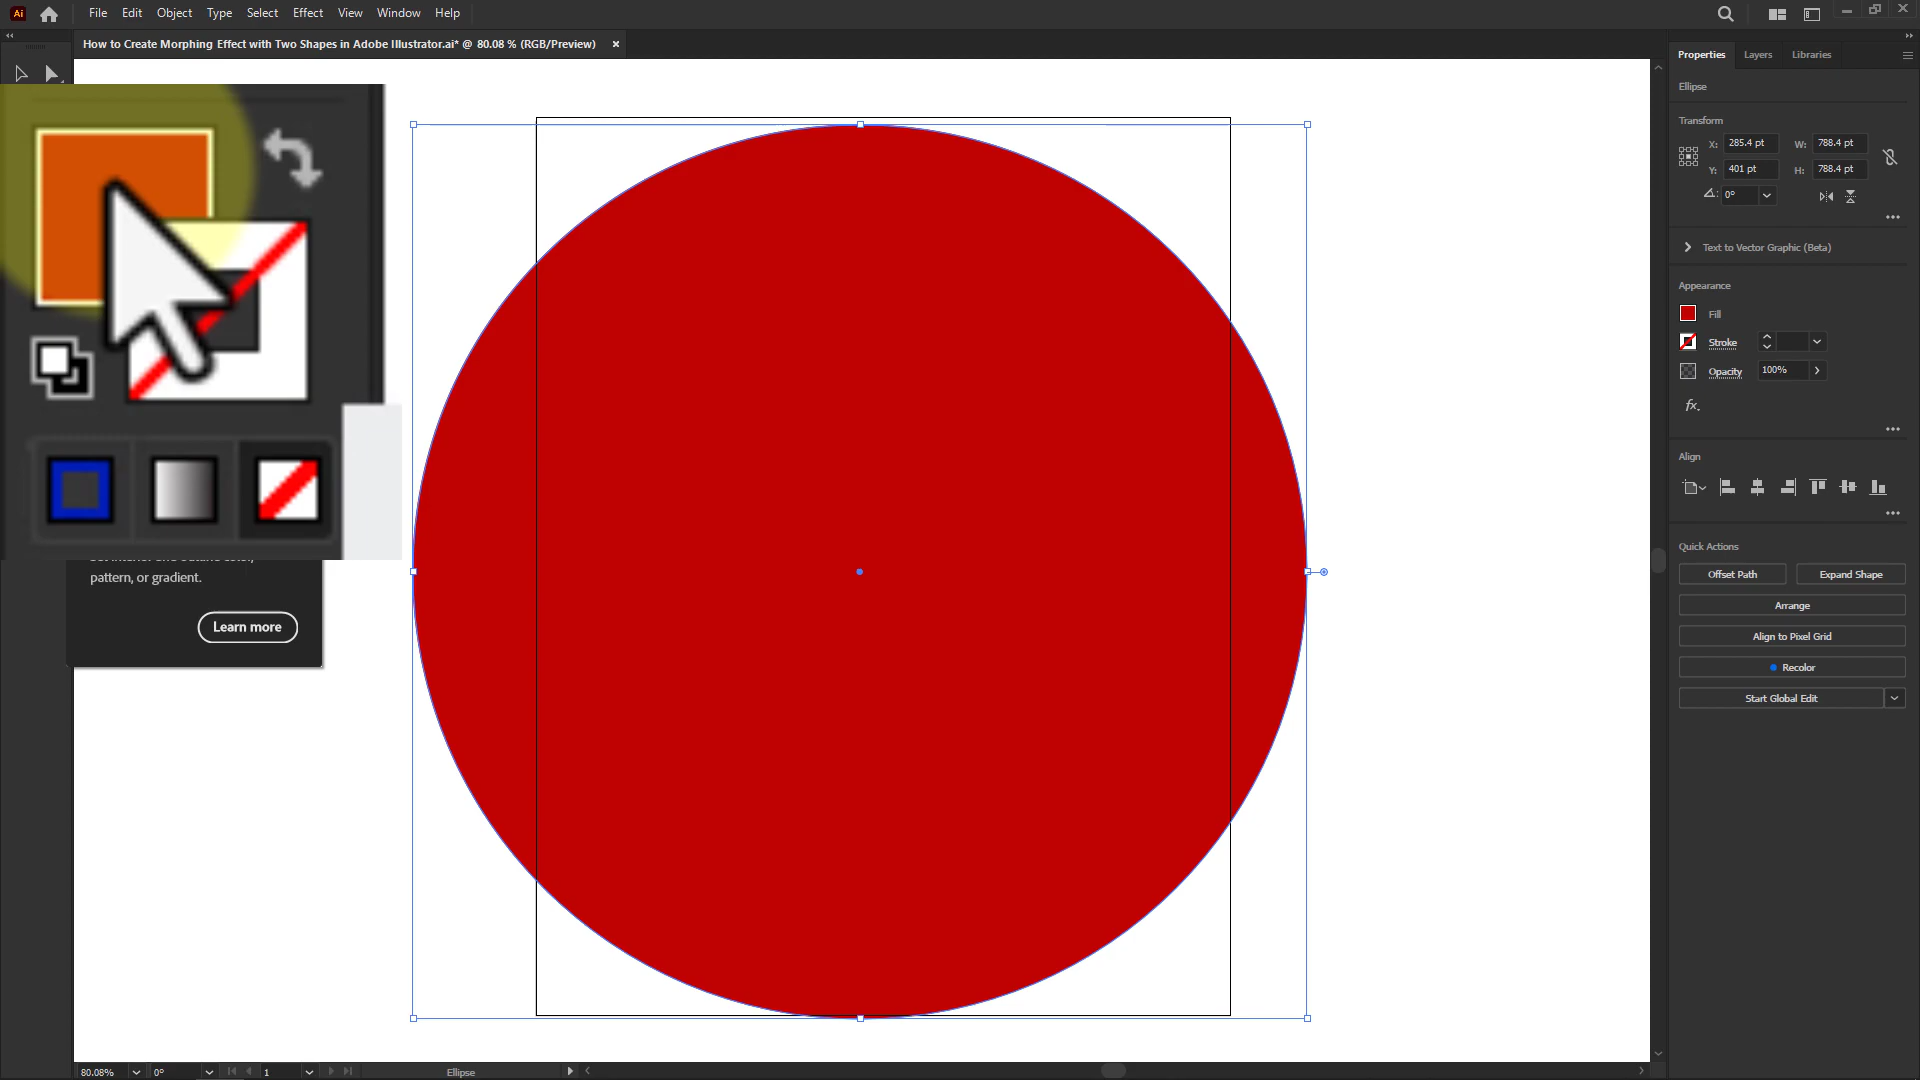 Ai File Edit Object Type Select Effect View Window Help
How to Create Morphing Effect with Two Shapes in Adobe Illustrator.ai* @ 80.08 % (RGB/Preview) ×
Properties Layers Libraries
Ellipse
Transform
X: 285.4 pt W: 788.4 pt
Y: 401 pt H: 788.4 pt
0°
Text to Vector Graphic (Beta)
Appearance
Fill
Stroke
Opacity 100%
fx.
Align
Quick Actions
Offset Path Expand Shape
Arrange
Align to Pixel Grid
Recolor
Start Global Edit
pattern, or gradient.
Learn more
80.08% 0° 1 Ellipse